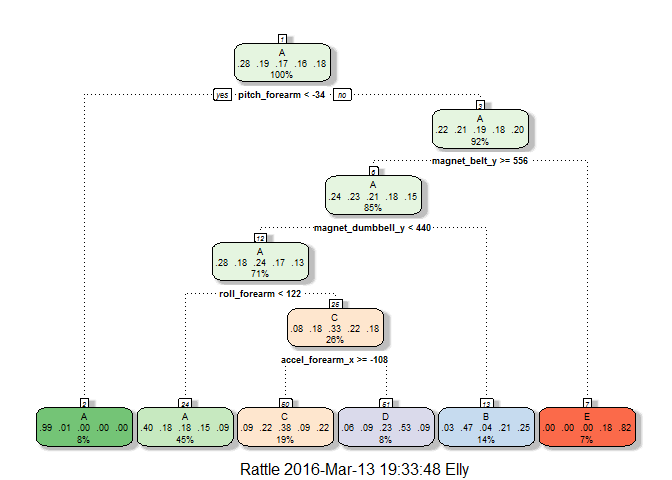 1
A
.28 .19 .17 .16 .18
100%
yes pitch_forearm < -34 no
3
A
.22 .21 .19 .18 .20
92%
magnet_belt_y >= 556
6
A
.24 .23 .21 .18 .15
85%
magnet_dumbbell_y < 440
12
A
.28 .18 .24 .17 .13
71%
roll_forearm < 122
25
C
.08 .18 .33 .22 .18
26%
accel_forearm_x >= -108
2
A
.99 .01 .00 .00 .00
8%
24
A
.40 .18 .18 .15 .09
45%
50
C
.09 .22 .38 .09 .22
19%
51
D
.06 .09 .23 .53 .09
8%
13
B
.03 .47 .04 .21 .25
14%
7
E
.00 .00 .00 .18 .82
7%
Rattle 2016-Mar-13 19:33:48 Elly